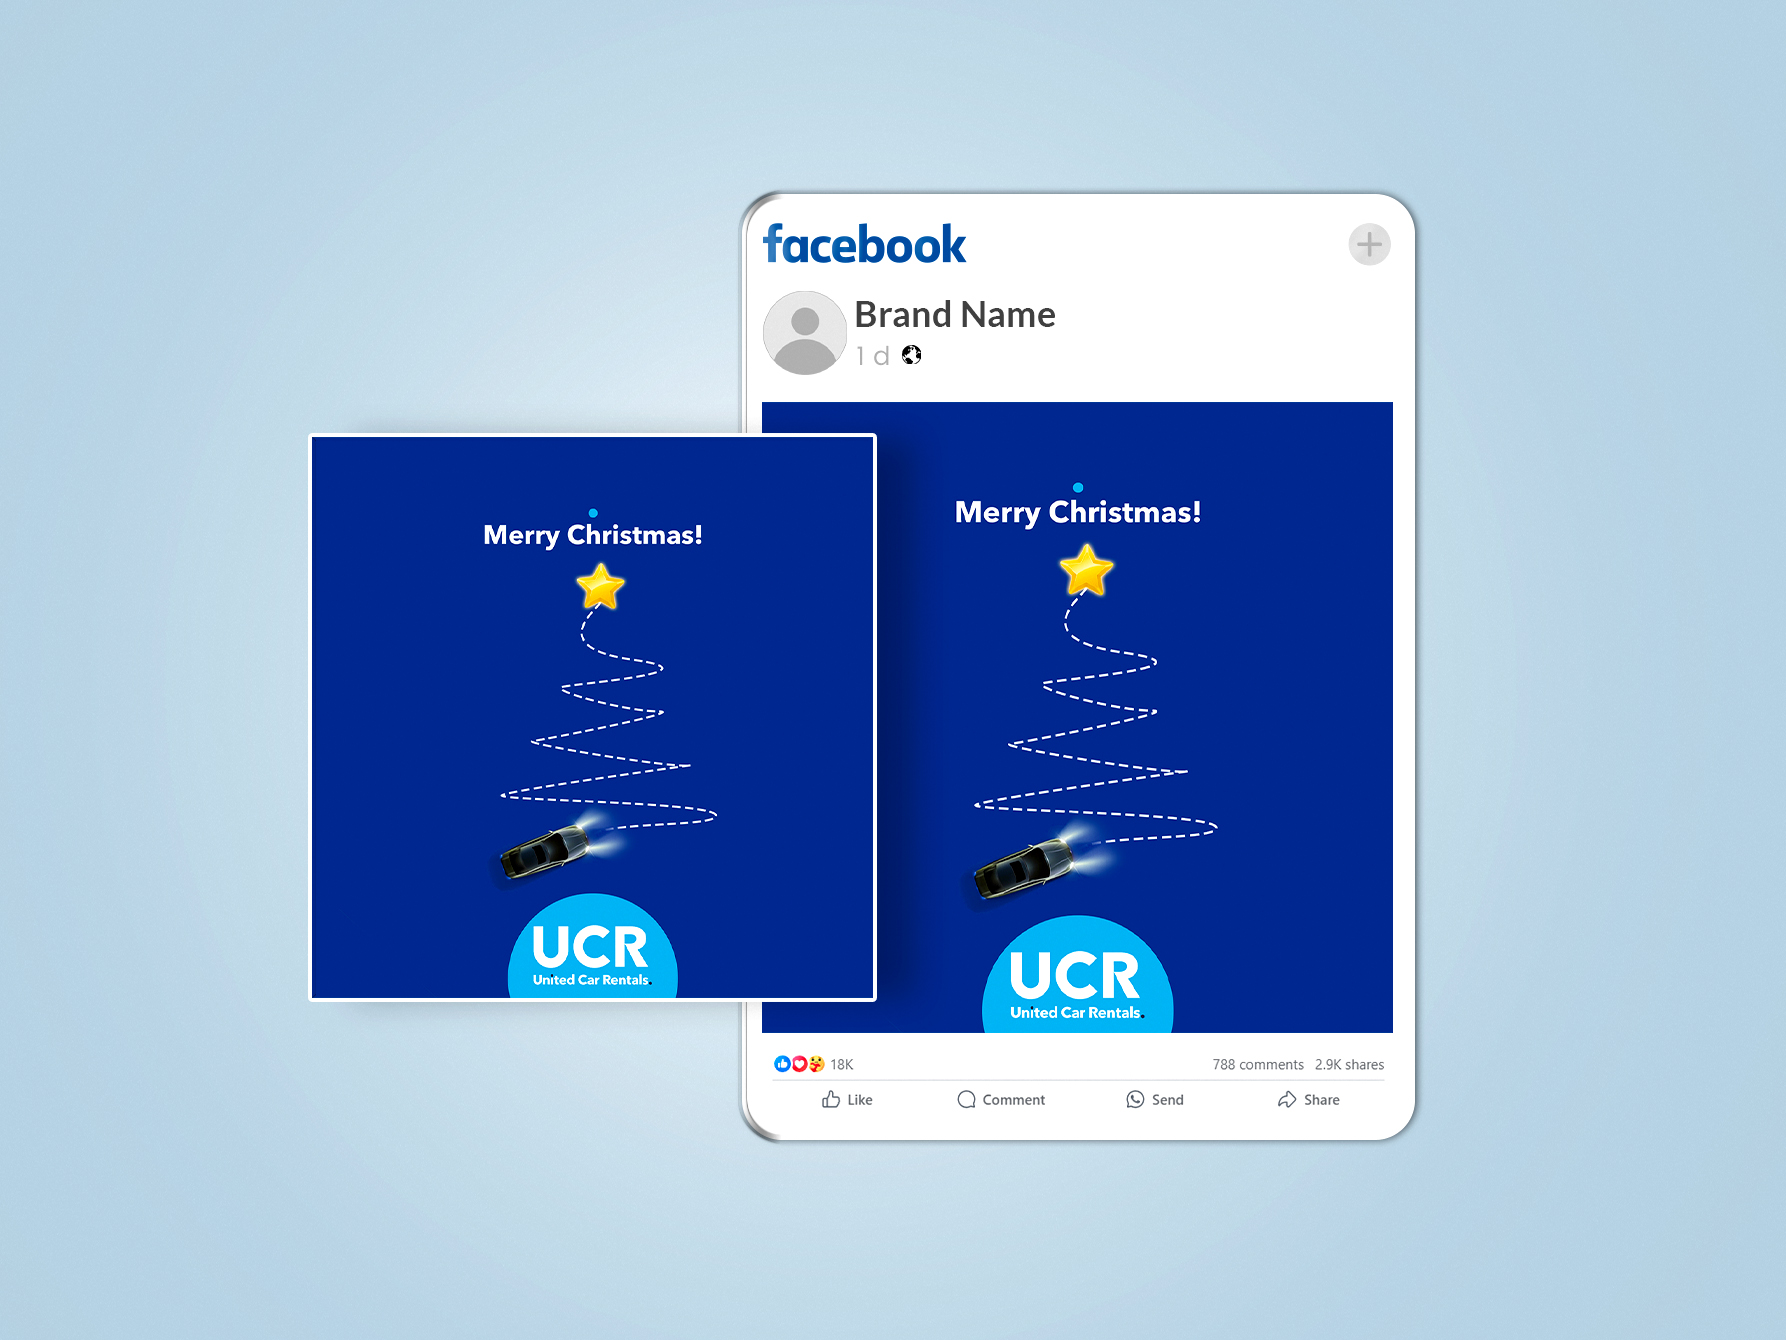 facebook
Brand Name
1 d
Merry Christmas!
UCR
United Car Rentals.
Merry Christmas!
UCR
United Car Rentals.
18K
788 comments 2.9K shares
Like Comment Send Share